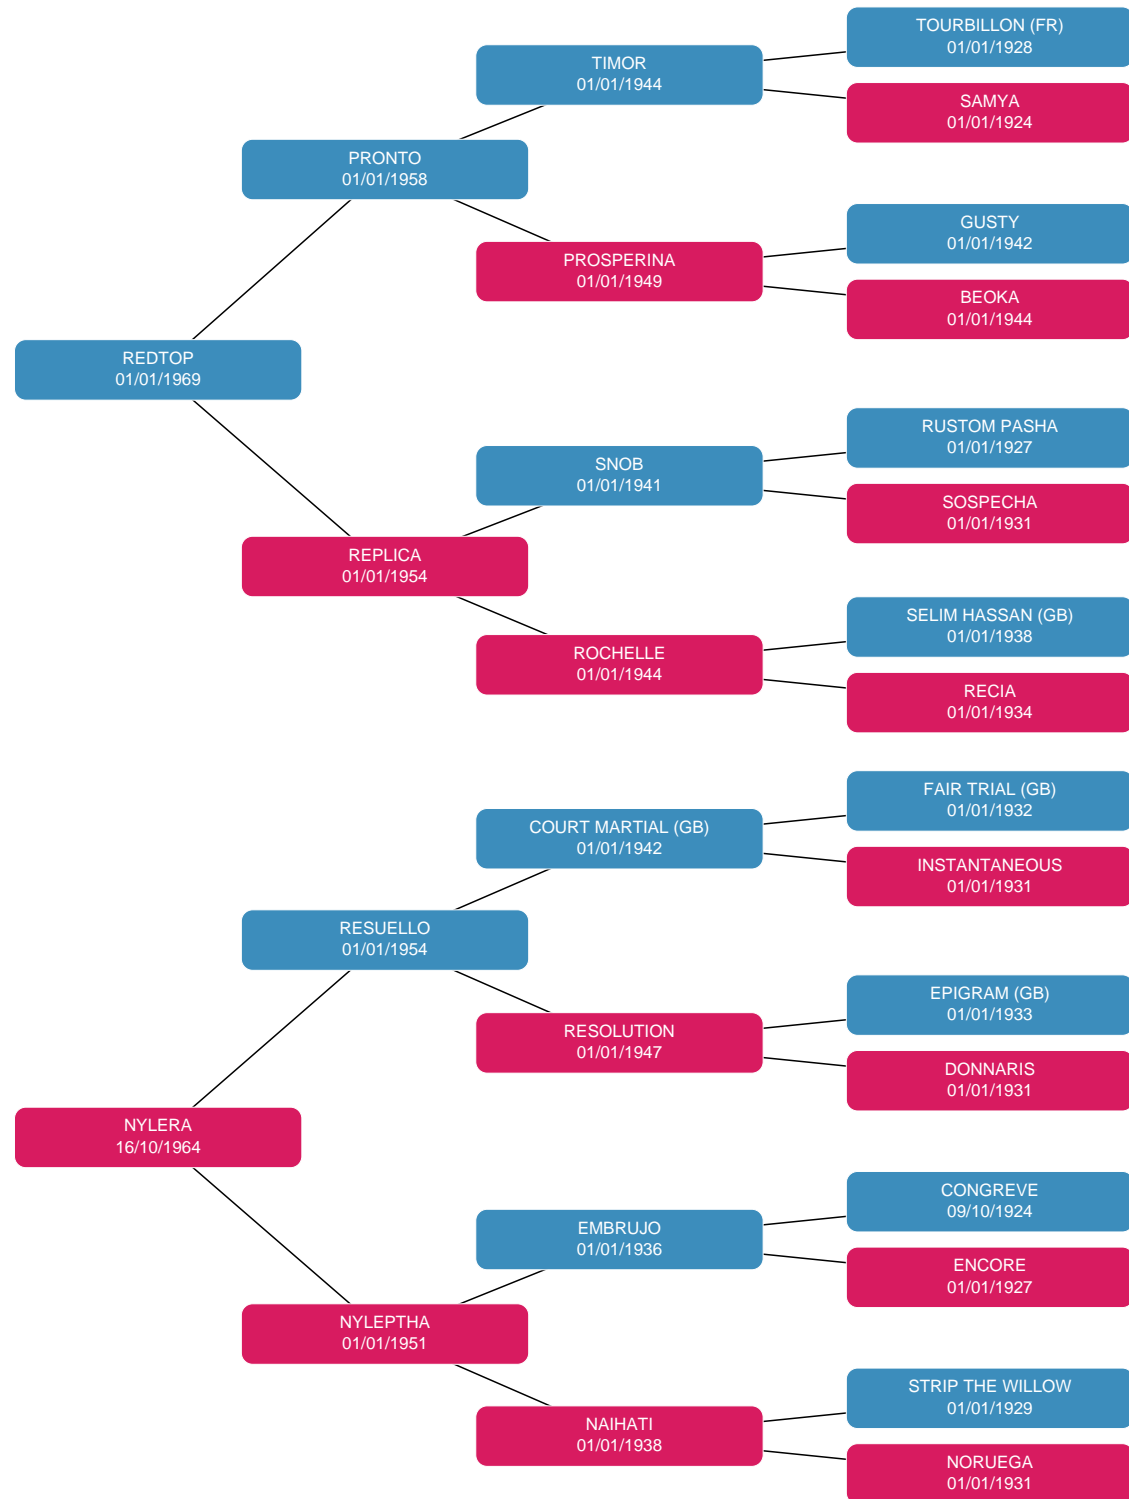 TOURBILLON (FR)
01/01/1928
TIMOR
01/01/1944
SAMYA
01/01/1924
PRONTO
01/01/1958
GUSTY
01/01/1942
PROSPERINA
01/01/1949
BEOKA
01/01/1944
REDTOP
01/01/1969
RUSTOM PASHA
01/01/1927
SNOB
01/01/1941
SOSPECHA
01/01/1931
REPLICA
01/01/1954
SELIM HASSAN (GB)
01/01/1938
ROCHELLE
01/01/1944
RECIA
01/01/1934
FAIR TRIAL (GB)
01/01/1932
COURT MARTIAL (GB)
01/01/1942
INSTANTANEOUS
01/01/1931
RESUELLO
01/01/1954
EPIGRAM (GB)
01/01/1933
RESOLUTION
01/01/1947
DONNARIS
01/01/1931
NYLERA
16/10/1964
CONGREVE
09/10/1924
EMBRUJO
01/01/1936
ENCORE
01/01/1927
NYLEPTHA
01/01/1951
STRIP THE WILLOW
01/01/1929
NAIHATI
01/01/1938
NORUEGA
01/01/1931